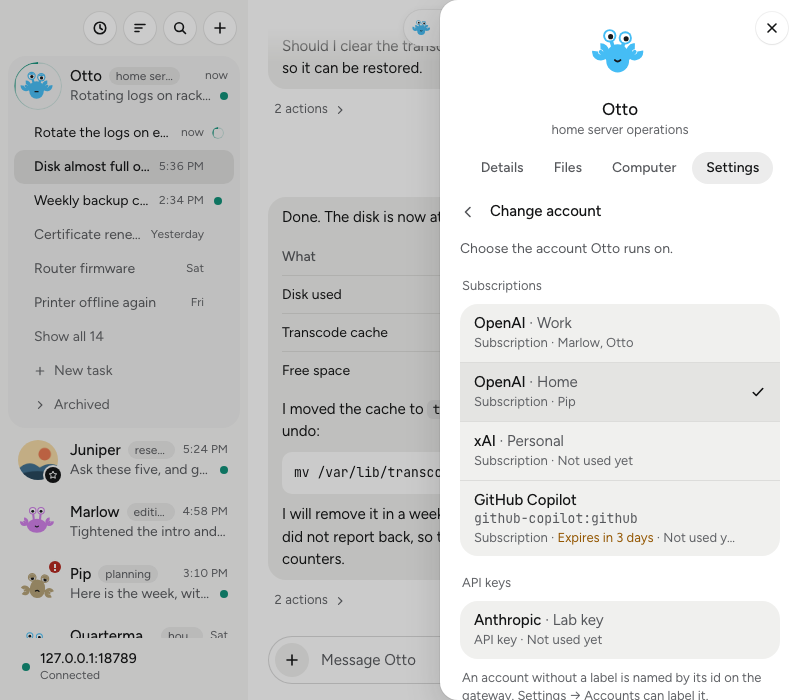 Otto home ser... now
Rotating logs on rack...
Rotate the logs on e... now
Disk almost full o... 5:36 PM
Weekly backup c... 2:34 PM
Certificate rene... Yesterday
Router firmware Sat
Printer offline again Fri
Show all 14
New task
Archived
Juniper rese... 5:24 PM
Ask these five, and g...
Marlow editi... 4:58 PM
Tightened the intro and...
Pip planning 3:10 PM
Here is the week, wit...
Quarterma hou... Sat
127.0.0.1:18789
Connected
Should I clear the
so it can be restored.
2 actions
Done. The disk is now at
What
Disk used
Transcode cache
Free space
I moved the cache to
undo:
mv /var/lib/transco
I will remove it in a week
did not report back, so
counters.
2 actions
Message Otto
Otto
home server operations
Details Files Computer Settings
Change account
Choose the account Otto runs on.
Subscriptions
OpenAI · Work
Subscription · Marlow, Otto
OpenAI · Home
Subscription · Pip
xAI · Personal
Subscription · Not used yet
GitHub Copilot
github-copilot:github
Subscription · Expires in 3 days · Not used y...
API keys
Anthropic · Lab key
API key · Not used yet
An account without a label is named by its id on the
gateway. Settings → Accounts can label it.